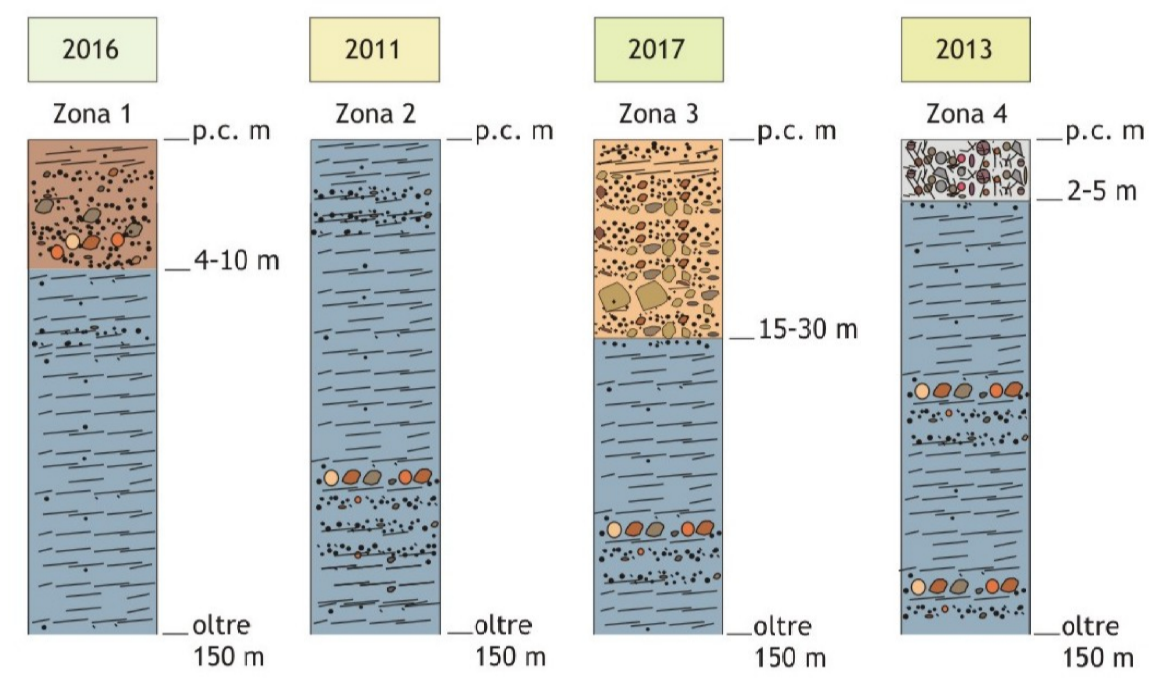 2016
2011
2017
2013
Zona 1
Zona 2
Zona 3
Zona 4
p.c. m
p.c. m
p.c. m
p.c. m
2-5 m
4-10 m
15-30 m
oltre
150 m
oltre
150 m
oltre
150 m
oltre
150 m